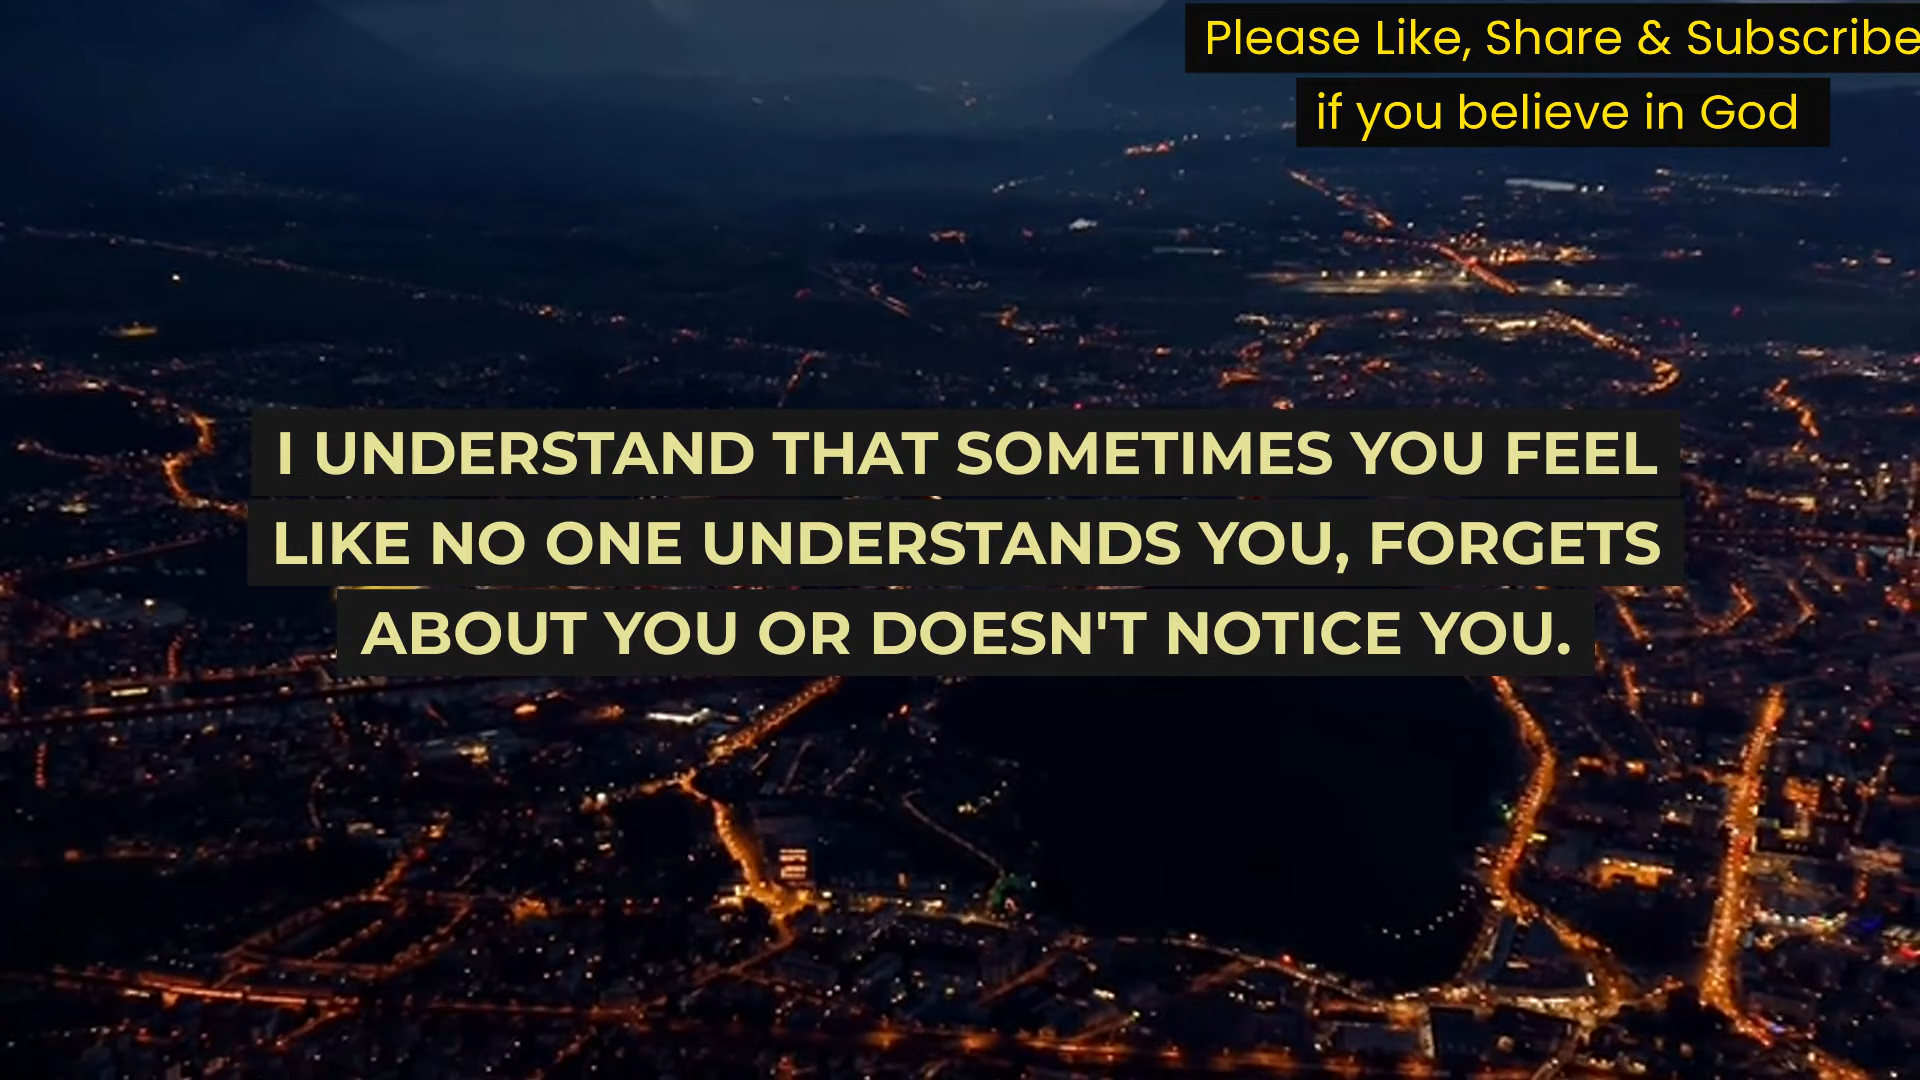 Please Like, Share & Subscribe
if you believe in God
I UNDERSTAND THAT SOMETIMES YOU FEEL
LIKE NO ONE UNDERSTANDS YOU, FORGETS
ABOUT YOU OR DOESN'T NOTICE YOU.